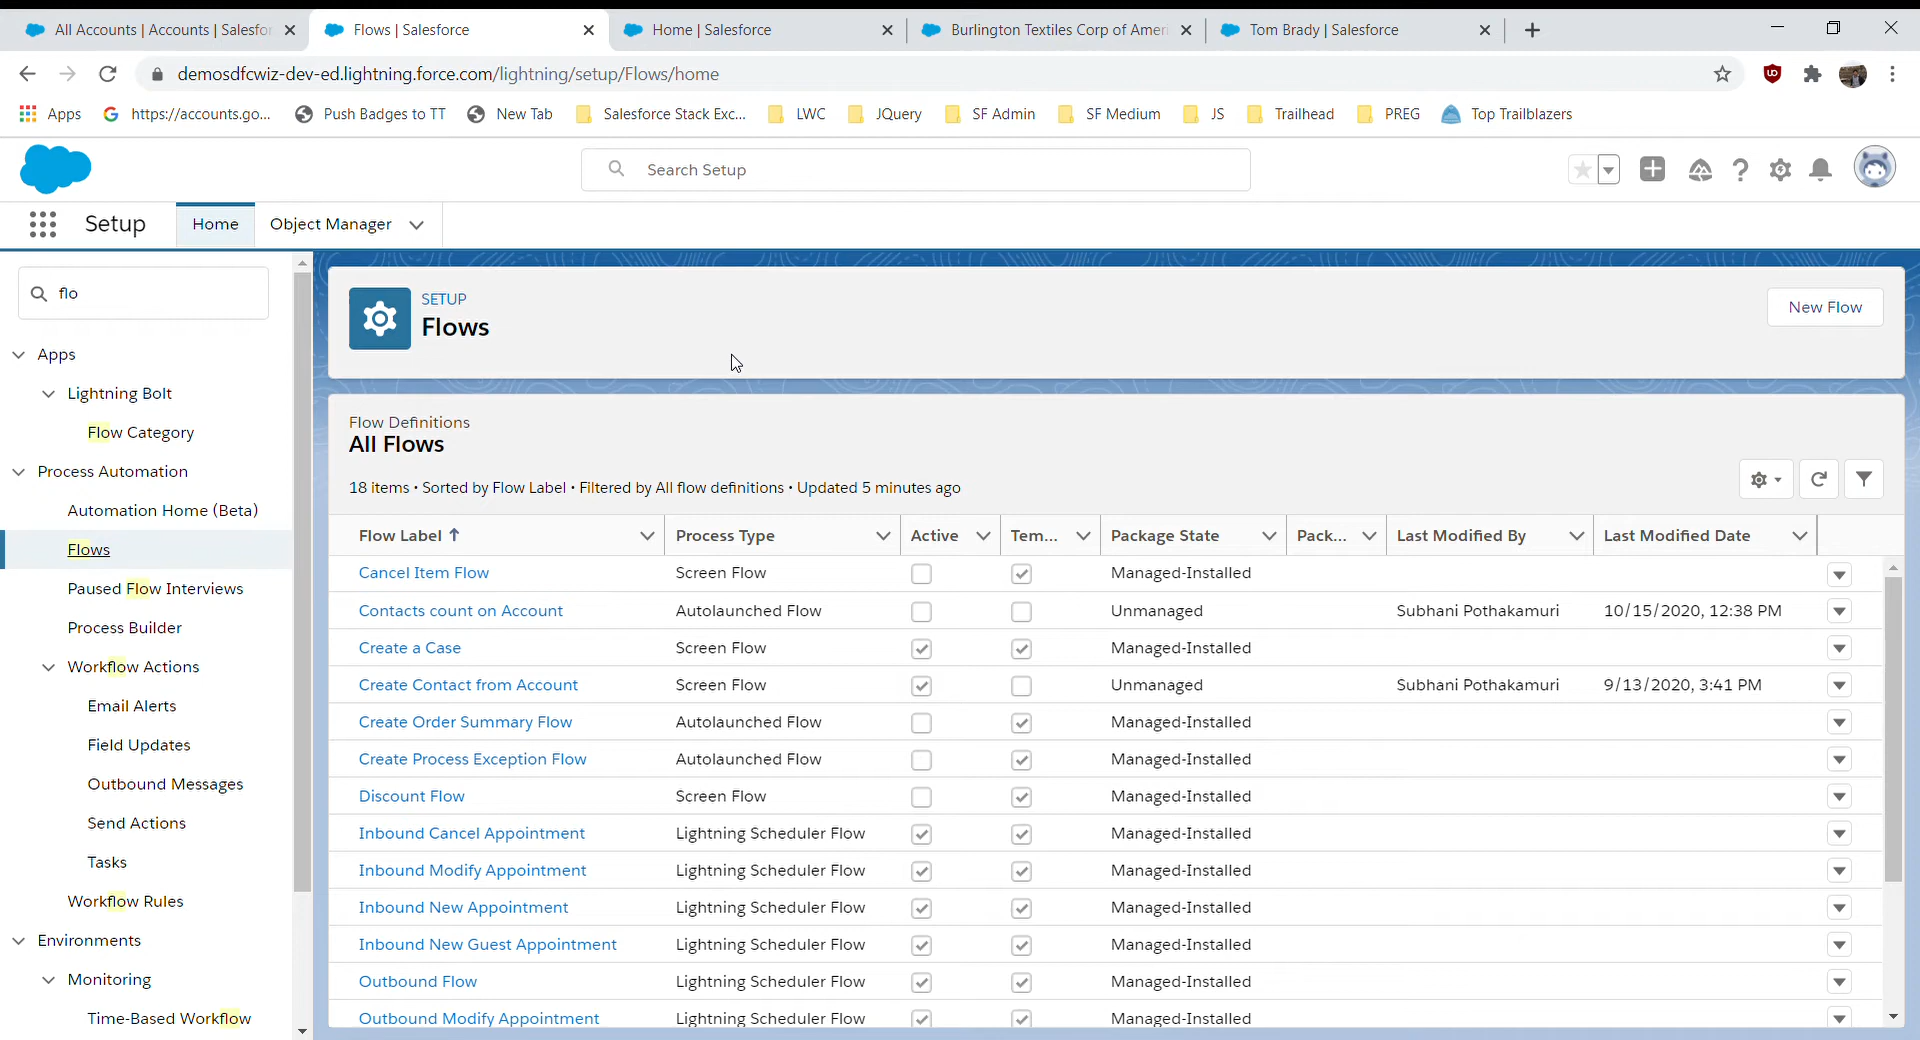 All Accounts | Accounts | Salesfor
Flows | Salesforce
Home | Salesforce
Burlington Textiles Corp of Amer
Tom Brady | Salesforce
demosdfcwiz-dev-ed.lightning.force.com/lightning/setup/Flows/home
Apps
https://accounts.go...
Push Badges to TT
New Tab
Salesforce Stack Exc...
LWC
JQuery
SF Admin
SF Medium
JS
Trailhead
PREG
Top Trailblazers
Search Setup
Setup
Home
Object Manager
flo
Apps
Lightning Bolt
Flow Category
Process Automation
Automation Home (Beta)
Flows
Paused Flow Interviews
Process Builder
Workflow Actions
Email Alerts
Field Updates
Outbound Messages
Send Actions
Tasks
Workflow Rules
Environments
Monitoring
Time-Based Workflow
SETUP
Flows
New Flow
Flow Definitions
All Flows
18 items • Sorted by Flow Label • Filtered by All flow definitions • Updated 5 minutes ago
Flow Label ↑ Process Type Active Tem... Package State Pack... Last Modified By Last Modified Date
Cancel Item Flow Screen Flow Managed-Installed
Contacts count on Account Autolaunched Flow Unmanaged Subhani Pothakamuri 10/15/2020, 12:38 PM
Create a Case Screen Flow Managed-Installed
Create Contact from Account Screen Flow Unmanaged Subhani Pothakamuri 9/13/2020, 3:41 PM
Create Order Summary Flow Autolaunched Flow Managed-Installed
Create Process Exception Flow Autolaunched Flow Managed-Installed
Discount Flow Screen Flow Managed-Installed
Inbound Cancel Appointment Lightning Scheduler Flow Managed-Installed
Inbound Modify Appointment Lightning Scheduler Flow Managed-Installed
Inbound New Appointment Lightning Scheduler Flow Managed-Installed
Inbound New Guest Appointment Lightning Scheduler Flow Managed-Installed
Outbound Flow Lightning Scheduler Flow Managed-Installed
Outbound Modify Appointment Lightning Scheduler Flow Managed-Installed